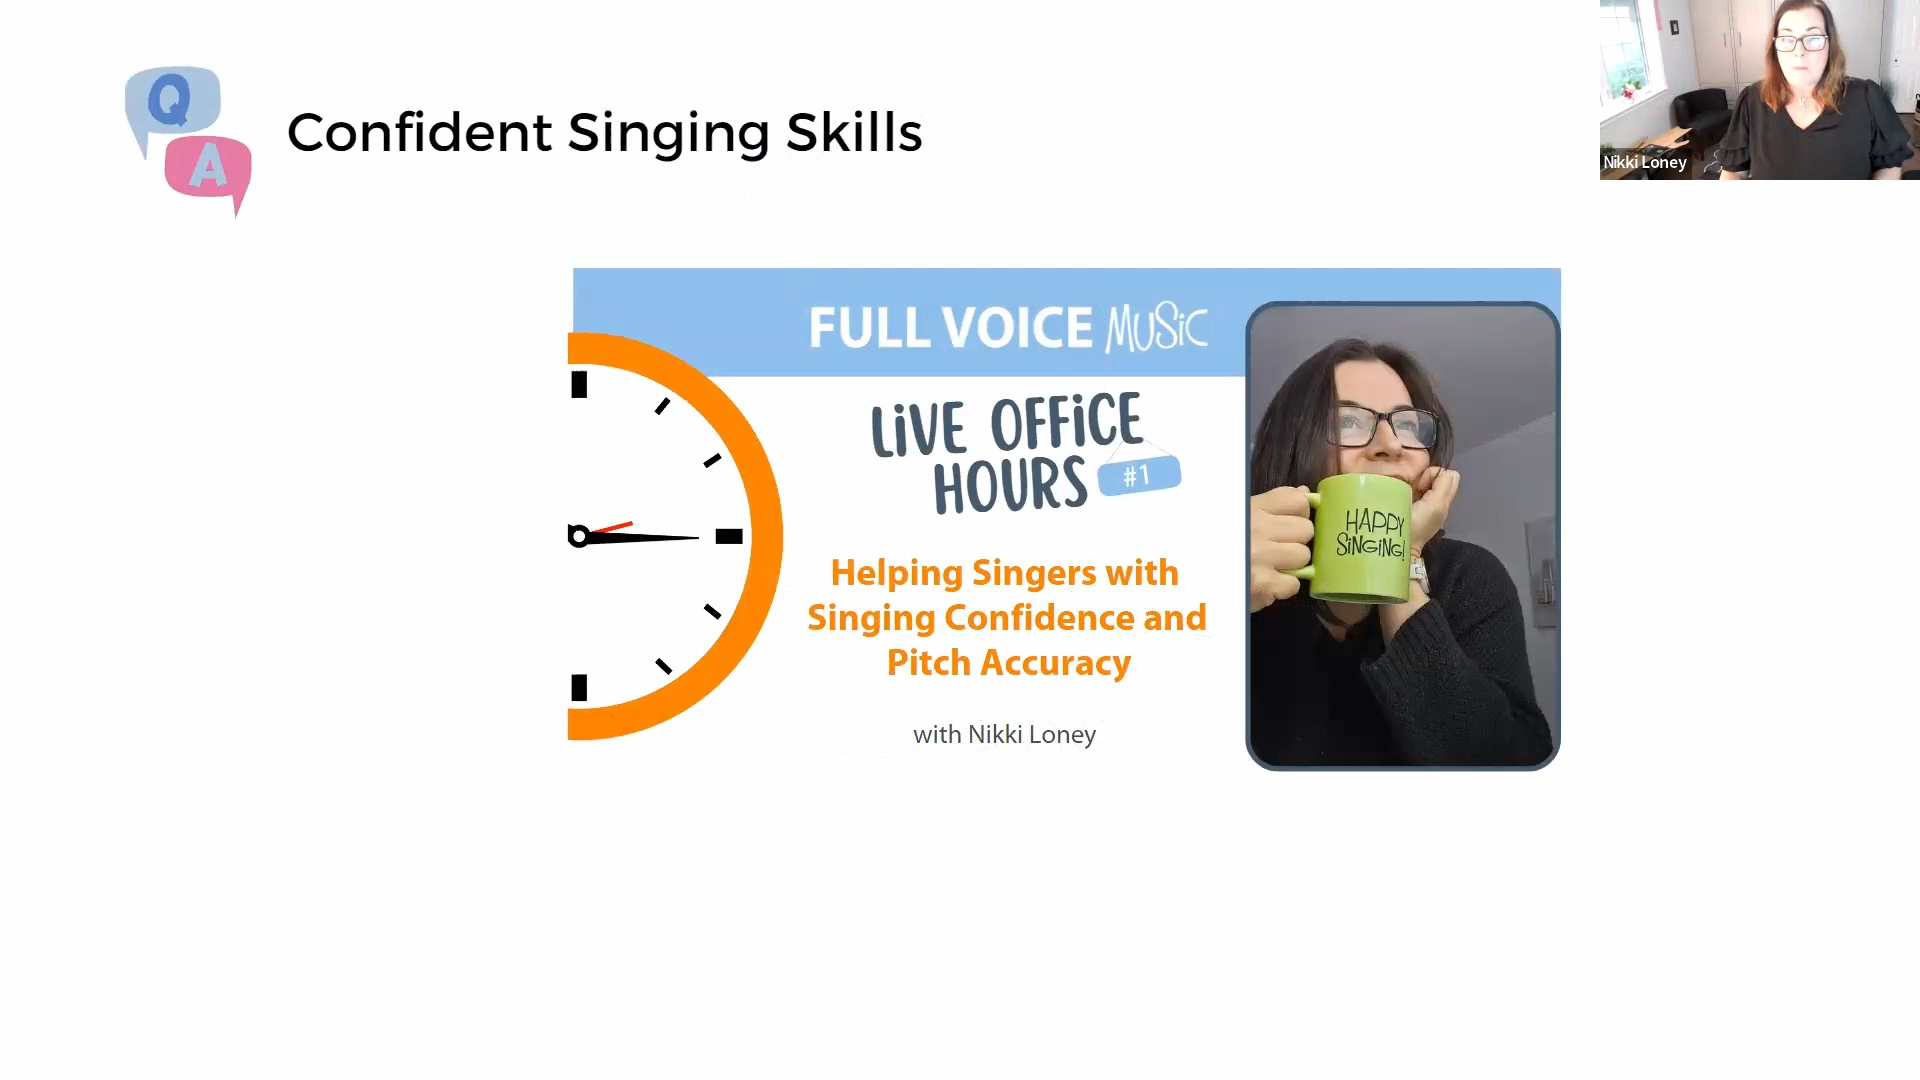 Q
A
Confident Singing Skills
Nikki Loney
FULL VOICE MUSiC
LiVE OFFiCE
HOURS #1
Helping Singers with
Singing Confidence and
Pitch Accuracy
with Nikki Loney
HAPPY
SiNGiNG!